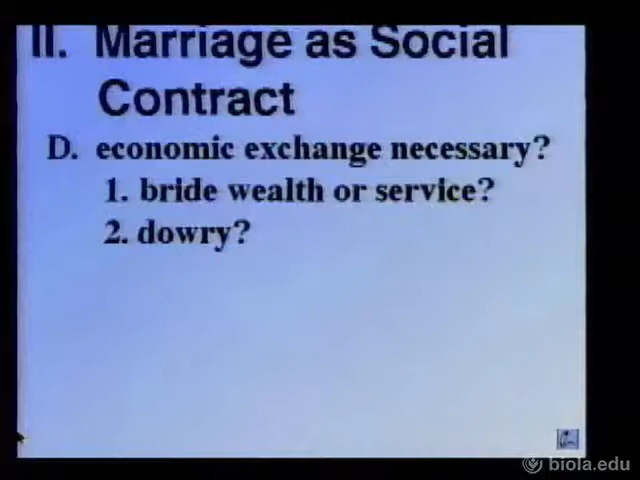 II. Marriage as Social
Contract
D. economic exchange necessary?
1. bride wealth or service?
2. dowry?
biola.edu